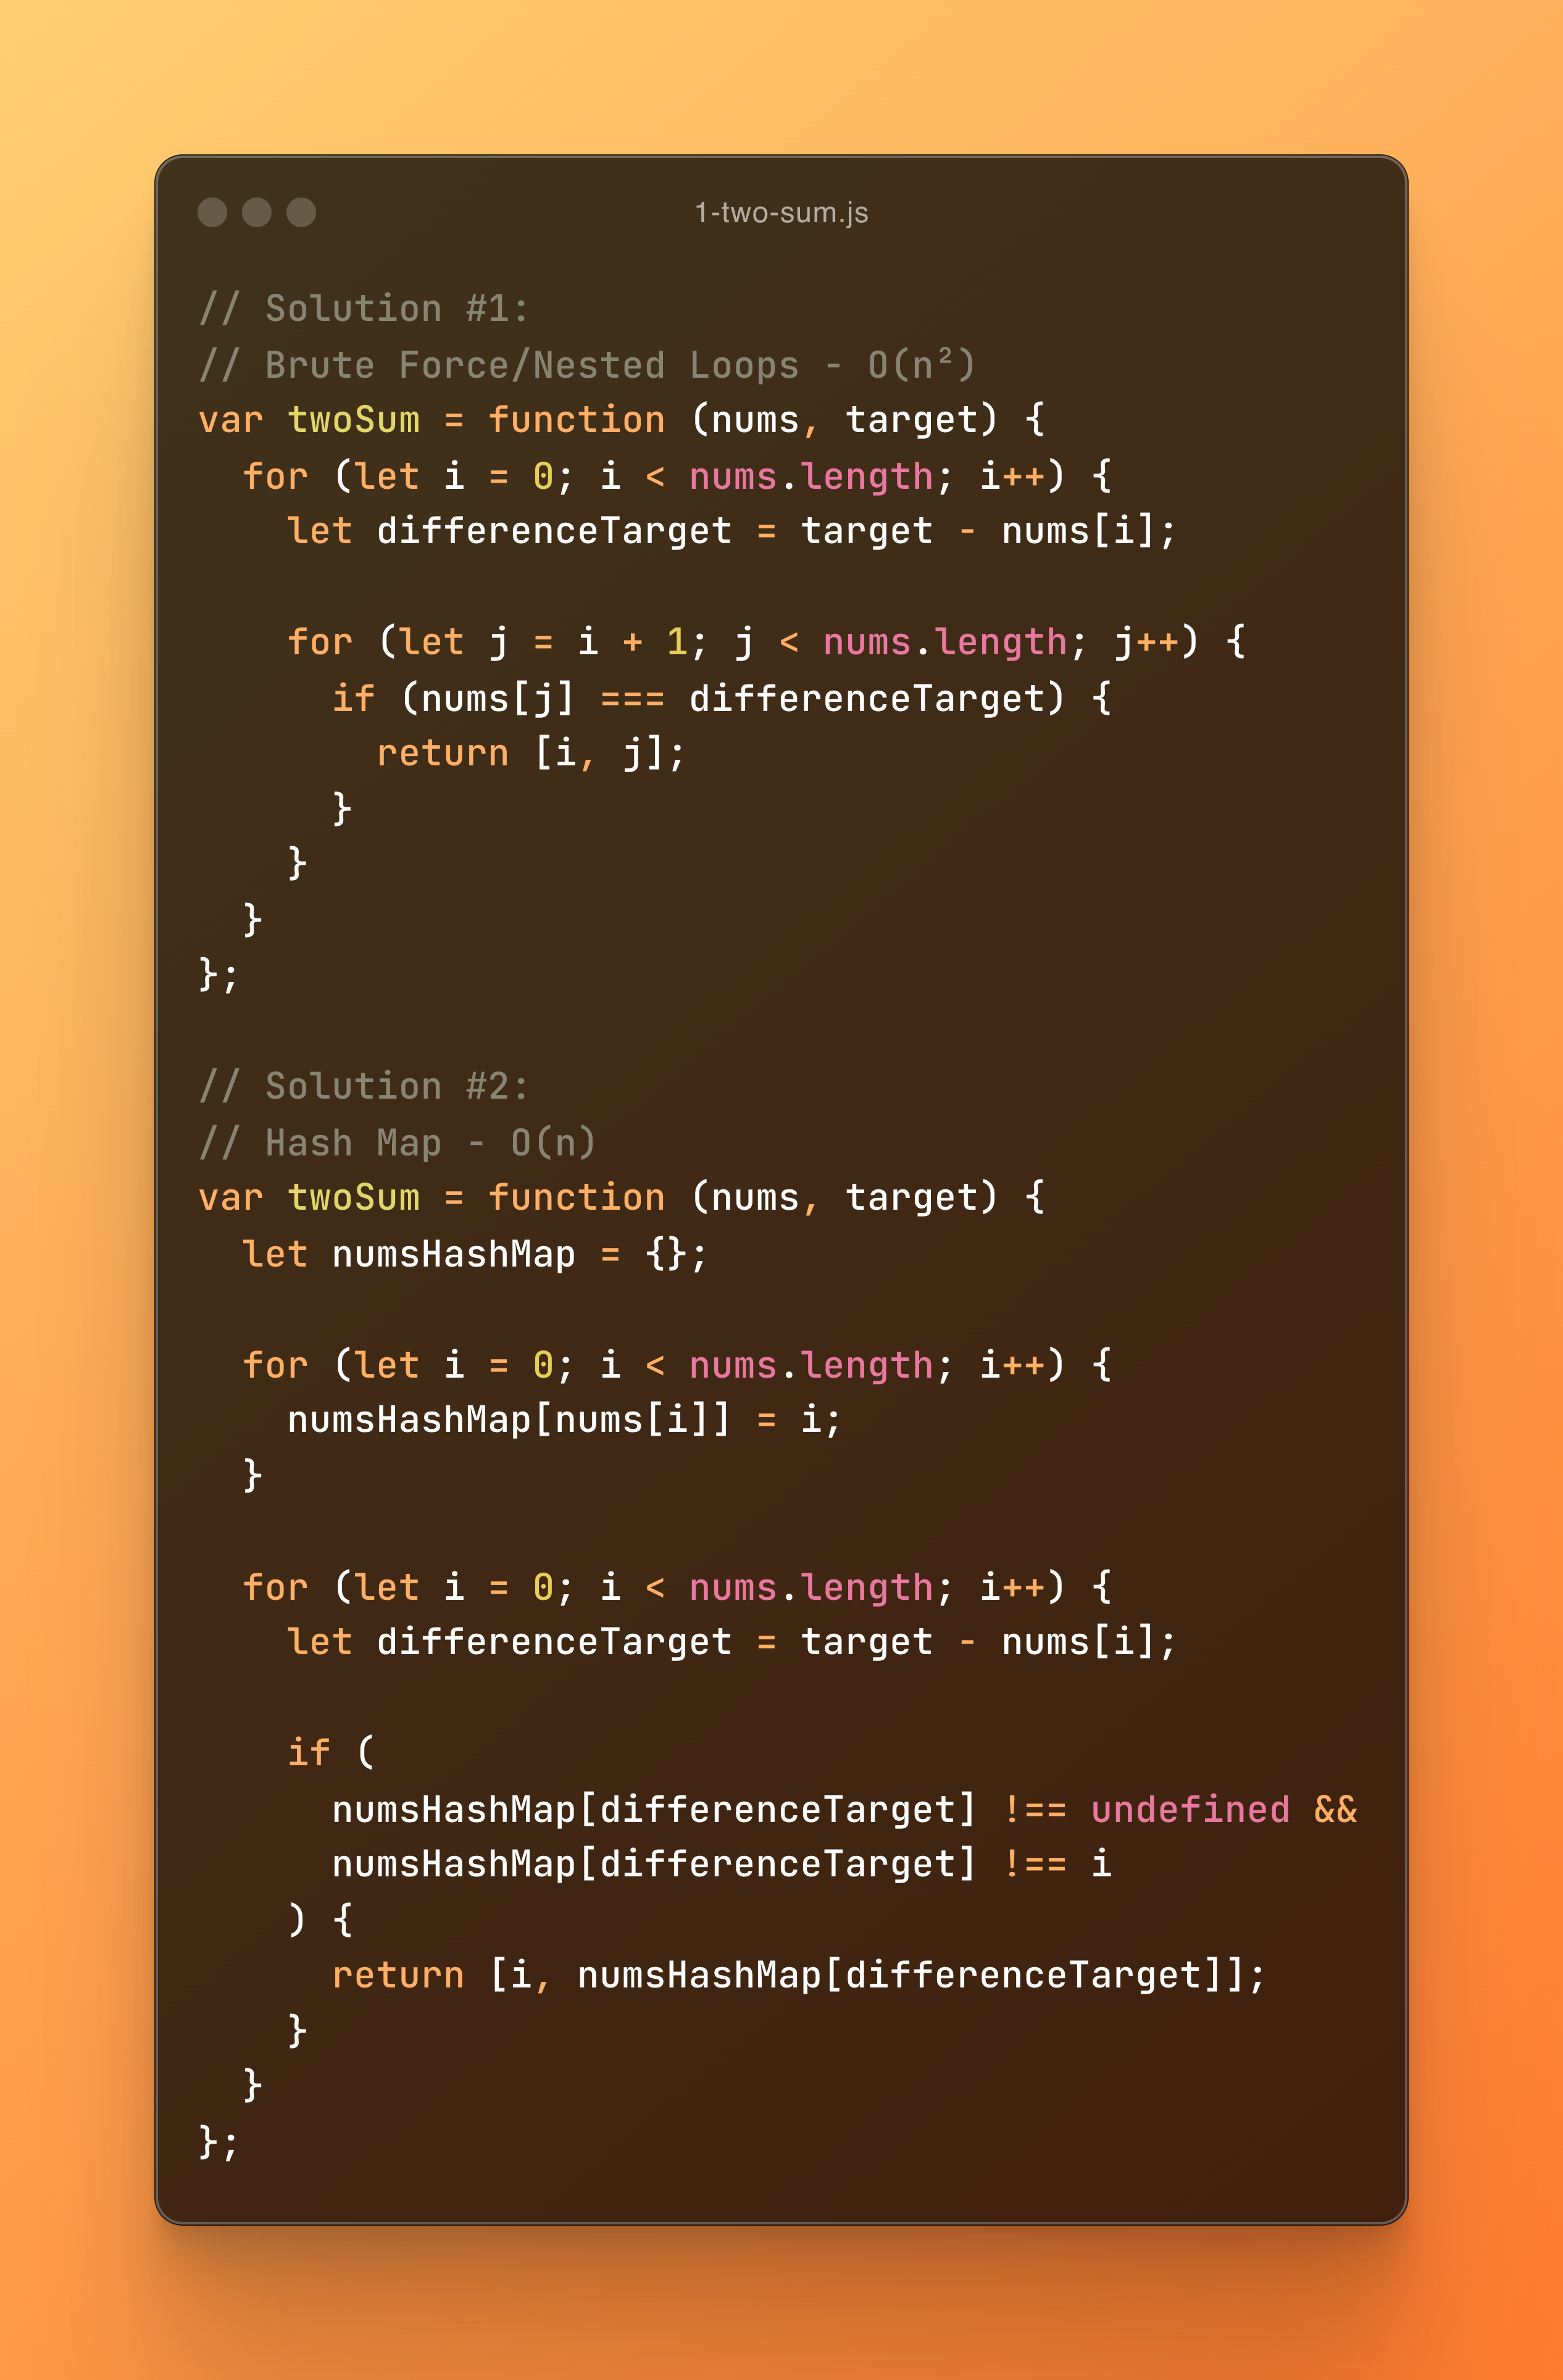 1-two-sum.js
// Solution #1:
// Brute Force/Nested Loops - O(n²)
var twoSum = function (nums, target) {
  for (let i = 0; i < nums.length; i++) {
    let differenceTarget = target - nums[i];

    for (let j = i + 1; j < nums.length; j++) {
      if (nums[j] === differenceTarget) {
        return [i, j];
      }
    }
  }
};

// Solution #2:
// Hash Map - O(n)
var twoSum = function (nums, target) {
  let numsHashMap = {};

  for (let i = 0; i < nums.length; i++) {
    numsHashMap[nums[i]] = i;
  }

  for (let i = 0; i < nums.length; i++) {
    let differenceTarget = target - nums[i];

    if (
      numsHashMap[differenceTarget] !== undefined &&
      numsHashMap[differenceTarget] !== i
    ) {
      return [i, numsHashMap[differenceTarget]];
    }
  }
};